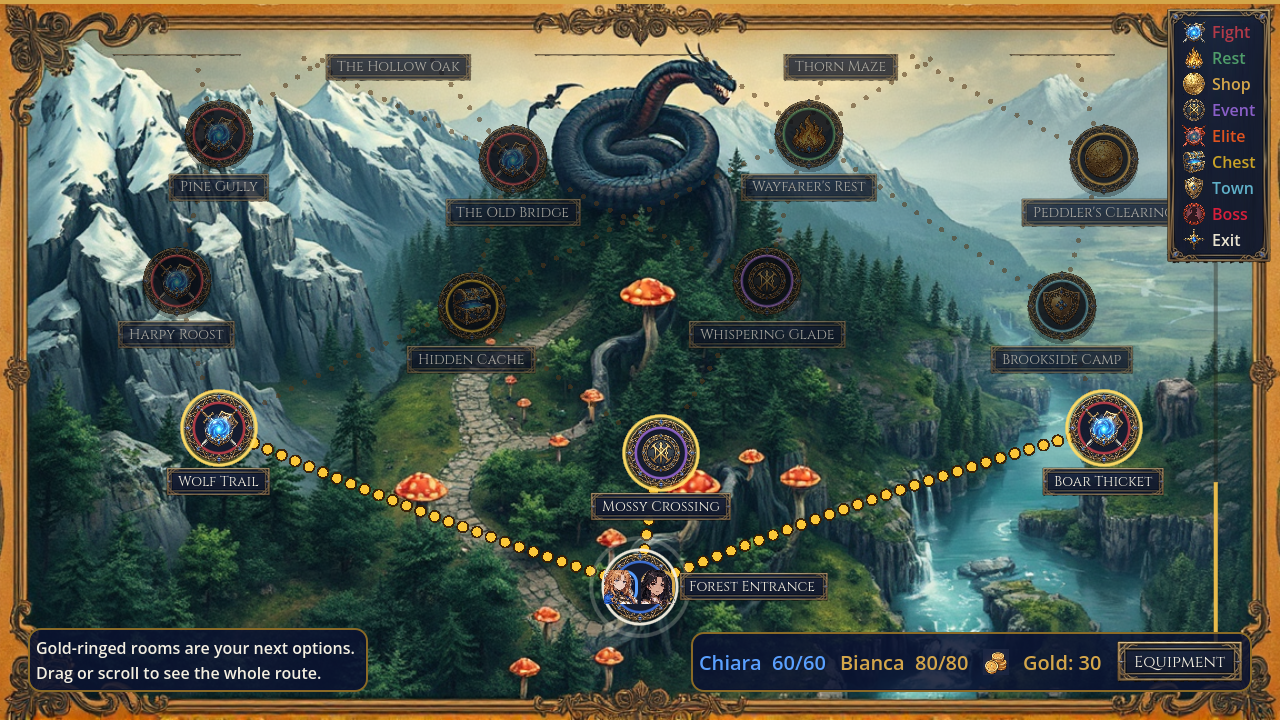 THE HOLLOW OAK
THORN MAZE
Fight
Rest
Shop
Event
Elite
Chest
Town
Boss
Exit
PINE GULLY
THE OLD BRIDGE
WAYFARER'S REST
PEDDLER'S CLEARING
HARPY ROOST
HIDDEN CACHE
WHISPERING GLADE
BROOKSIDE CAMP
WOLF TRAIL
MOSSY CROSSING
BOAR THICKET
FOREST ENTRANCE
Gold-ringed rooms are your next options.
Drag or scroll to see the whole route.
Chiara 60/60 Bianca 80/80 Gold: 30 EQUIPMENT